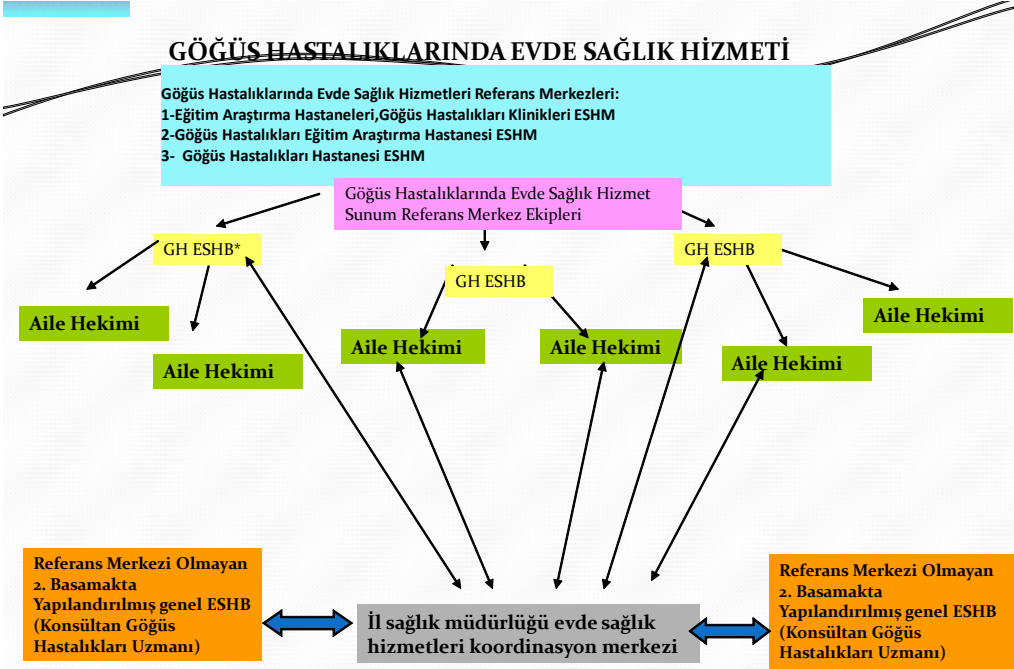 GÖĞÜS HASTALIKLARINDA EVDE SAĞLIK HİZMETİ
Göğüs Hastalıklarında Evde Sağlık Hizmetleri Referans Merkezleri:
1-Eğitim Araştırma Hastaneleri,Göğüs Hastalıkları Klinikleri ESHM
2-Göğüs Hastalıkları Eğitim Araştırma Hastanesi ESHM
3- Göğüs Hastalıkları Hastanesi ESHM
Göğüs Hastalıklarında Evde Sağlık Hizmet
Sunum Referans Merkez Ekipleri
GH ESHB*
GH ESHB
GH ESHB
Aile Hekimi
Aile Hekimi
Aile Hekimi
Aile Hekimi
Aile Hekimi
Aile Hekimi
Referans Merkezi Olmayan
2. Basamakta
Yapılandırılmış genel ESHB
(Konsültan Göğüs
Hastalıkları Uzmanı)
İl sağlık müdürlüğü evde sağlık
hizmetleri koordinasyon merkezi
Referans Merkezi Olmayan
2. Basamakta
Yapılandırılmış genel ESHB
(Konsültan Göğüs
Hastalıkları Uzmanı)